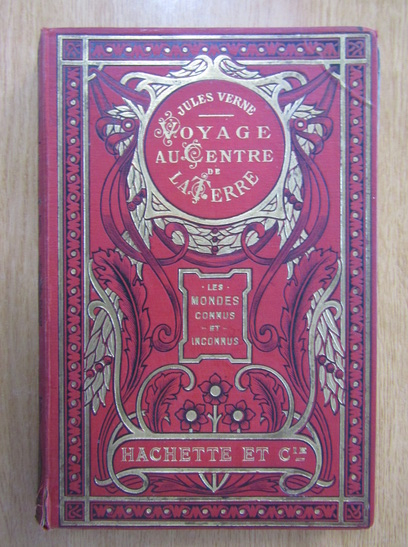 JULES VERNE
VOYAGE
AU CENTRE
DE
LA TERRE
· LES ·
MONDES
CONNUS
- ET -
INCONNUS
HACHETTE ET CIE